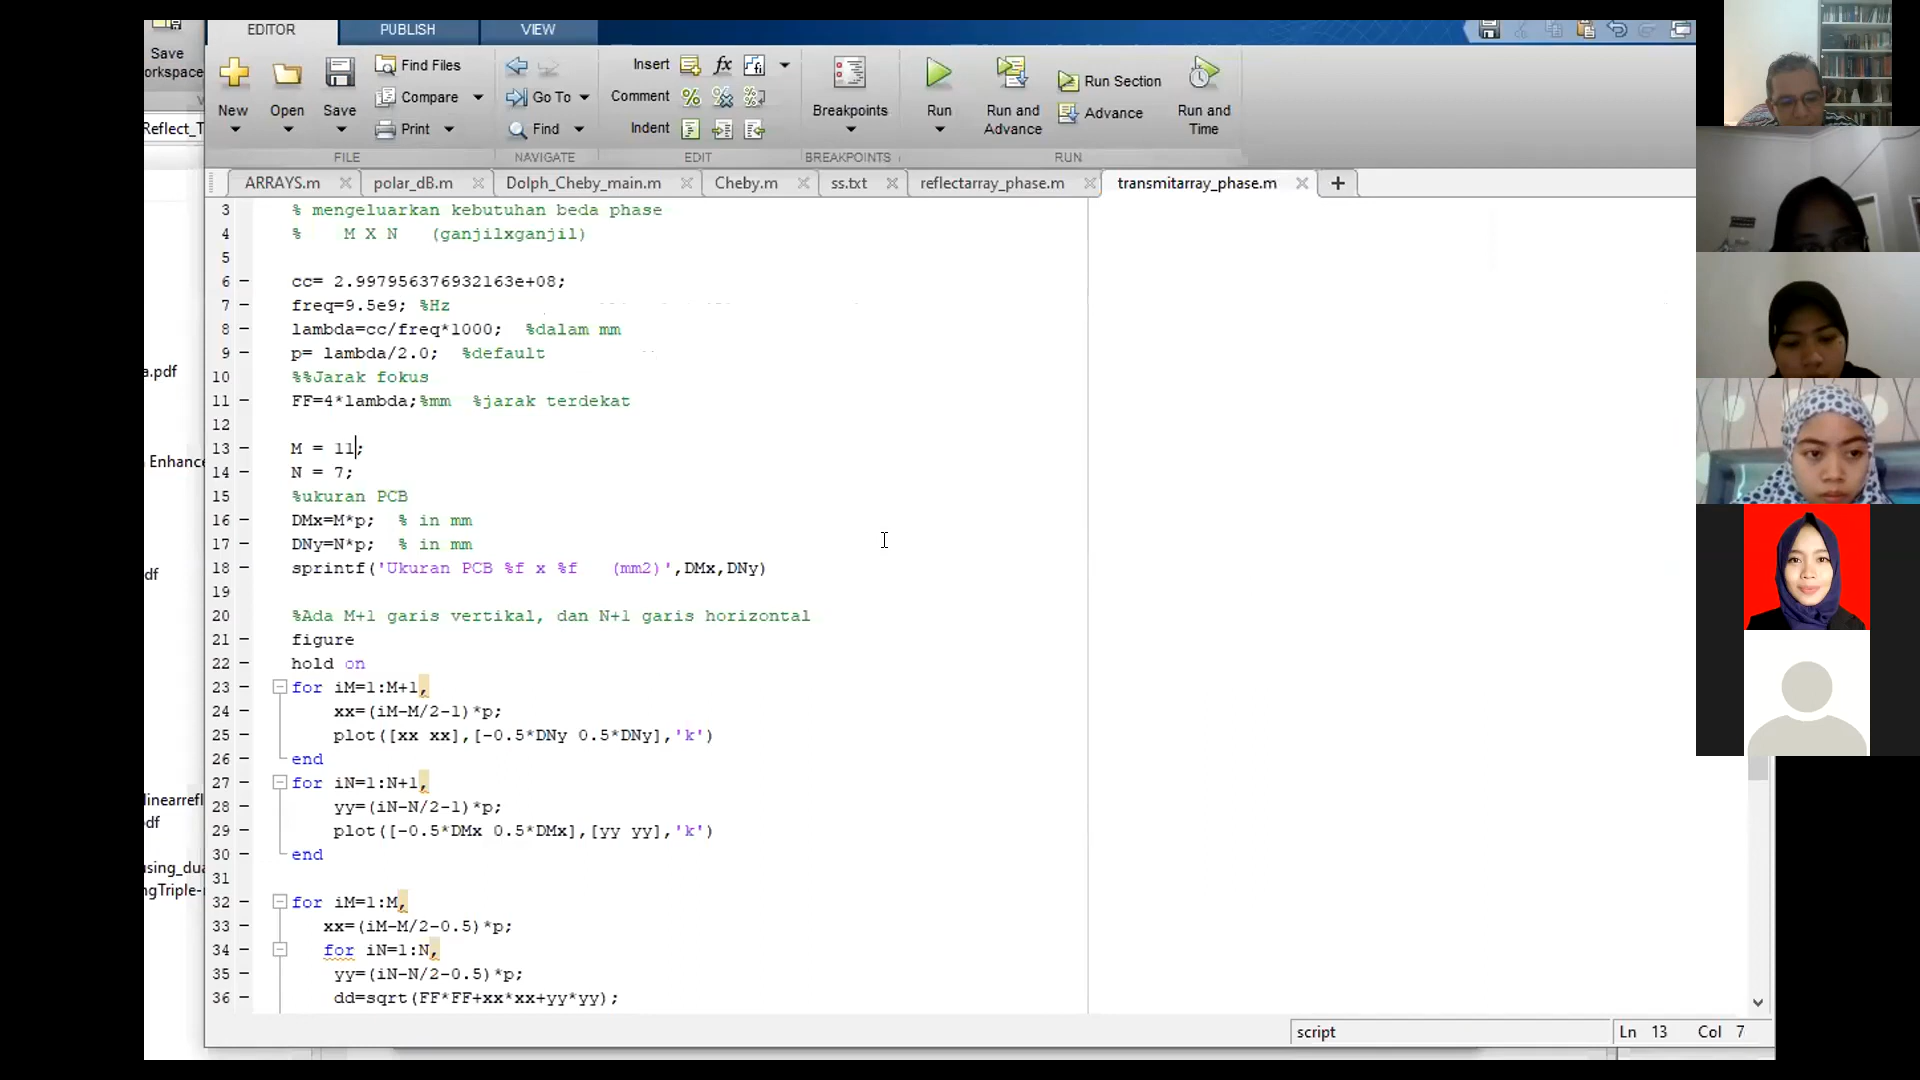 EDITOR PUBLISH VIEW
Save
orkspace
Find Files
Compare
Print
Go To
Find
Insert
Comment
Indent
New
Open
Save
Breakpoints
Run
Run and
Advance
Run Section
Advance
Run and
Time
FILE NAVIGATE EDIT BREAKPOINTS RUN
Reflect_T
ARRAYS.m polar_dB.m Dolph_Cheby_main.m Cheby.m ss.txt reflectarray_phase.m transmitarray_phase.m
3 % mengeluarkan kebutuhan beda phase
4 % M X N (ganjilxganjil)
5
6 cc= 2.997956376932163e+08;
7 freq=9.5e9; %Hz
8 lambda=cc/freq*1000; %dalam mm
9 p= lambda/2.0; %default
10 %%Jarak fokus
11 FF=4*lambda;%mm %jarak terdekat
12
13 M = 11;
14 N = 7;
15 %ukuran PCB
16 DMx=M*p; % in mm
17 DNy=N*p; % in mm
18 sprintf('Ukuran PCB %f x %f (mm2)',DMx,DNy)
19
20 %Ada M+1 garis vertikal, dan N+1 garis horizontal
21 figure
22 hold on
23 for iM=1:M+1,
24 xx=(iM-M/2-1)*p;
25 plot([xx xx],[-0.5*DNy 0.5*DNy],'k')
26 end
27 for iN=1:N+1,
28 yy=(iN-N/2-1)*p;
29 plot([-0.5*DMx 0.5*DMx],[yy yy],'k')
30 end
31
32 for iM=1:M,
33 xx=(iM-M/2-0.5)*p;
34 for iN=1:N,
35 yy=(iN-N/2-0.5)*p;
36 dd=sqrt(FF*FF+xx*xx+yy*yy);
a.pdf
Enhance
df
linearrefl
df
using_dua
ngTriple-
script Ln 13 Col 7